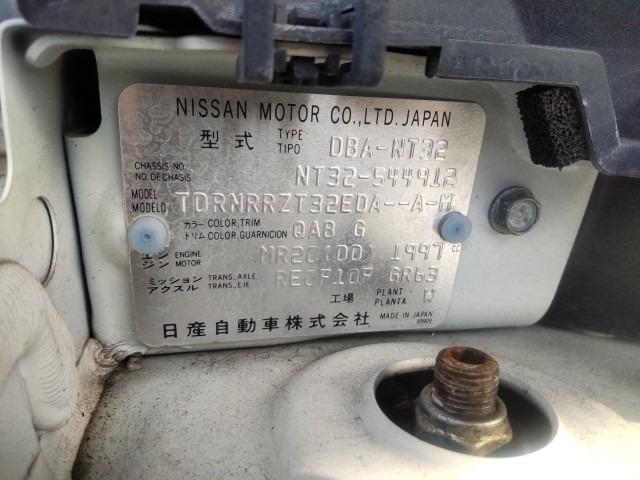 NISSAN MOTOR CO.,LTD. JAPAN
型式 TYPE TIPO DBA-NT32
CHASSIS NO. NO. DE CHASIS NT32-544912
MODEL MODELO TDRNRRZT32EDA--A-M
カラー COLOR, TRIM
トリム COLOR, GUARNICION QAB G
エンジン ENGINE MOTOR MR20(DD) 1997 cc
ミッション TRANS., AXLE
アクスル TRANS., EJE RE0F10F GR63
工場 PLANT PLANTA W
日産自動車株式会社 MADE IN JAPAN